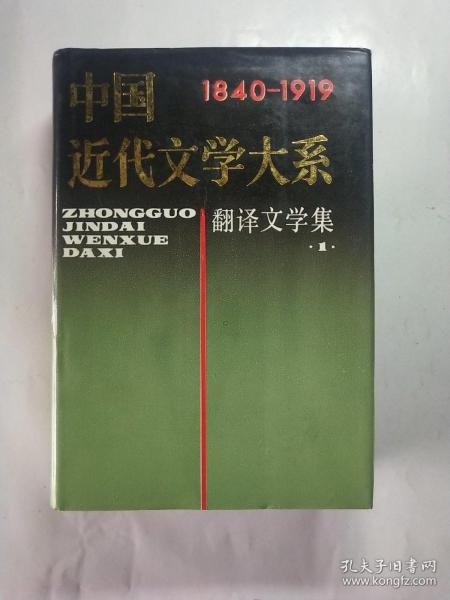 中国
1840-1919
近代文学大系
ZHONGGUO
JINDAI
WENXUE
DAXI
翻译文学集
·1·
孔夫子旧书网
www.kongfz.com